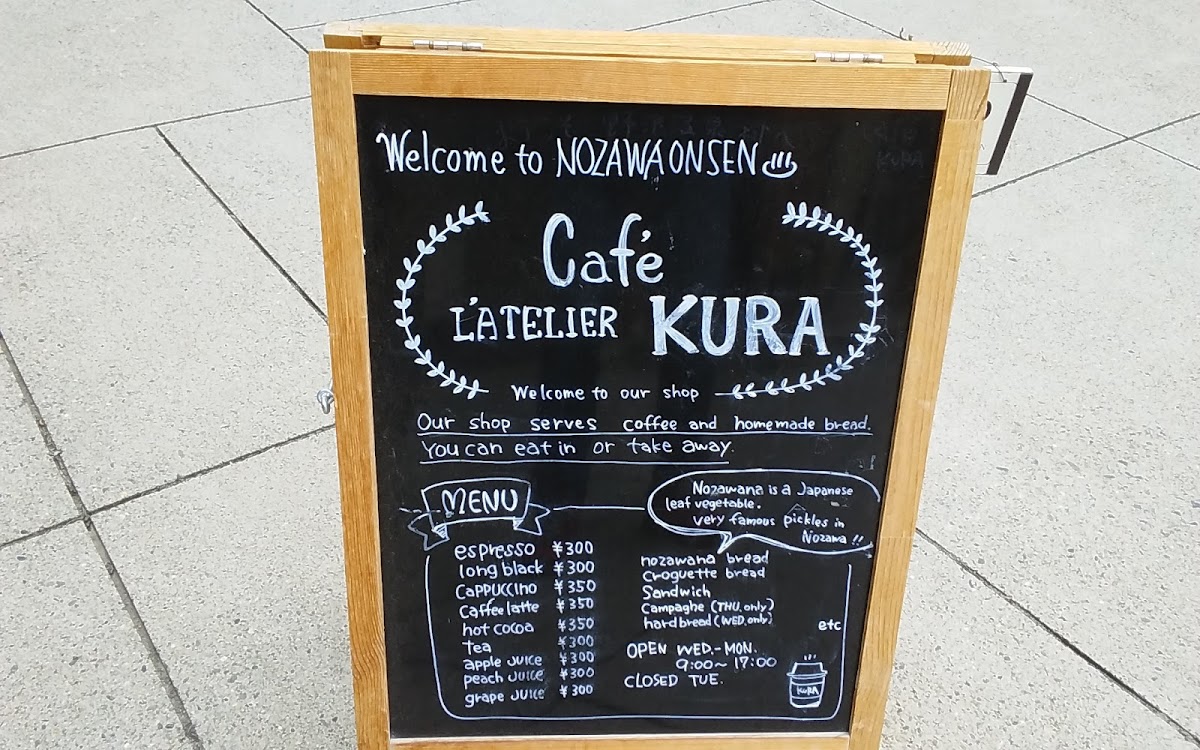 Welcome to NOZAWAONSEN
Café
L'ATELIER KURA
Welcome to our shop
Our shop serves coffee and homemade bread.
You can eat in or take away.
MENU
Nozawana is a Japanese
leaf vegetable.
very famous pickles in
Nozawa !!
espresso ¥300
long black ¥300
CAPPUCCINO ¥350
Caffee latte ¥350
hot cocoa ¥350
tea ¥300
apple JUICE ¥300
peach JUICE ¥300
grape JUICE ¥300
nozawana bread
croquette bread
Sandwich
Campaghe (THU. only)
hard bread (WED. only)
etc
OPEN WED.-MON.
9:00~17:00
CLOSED TUE.
KURA